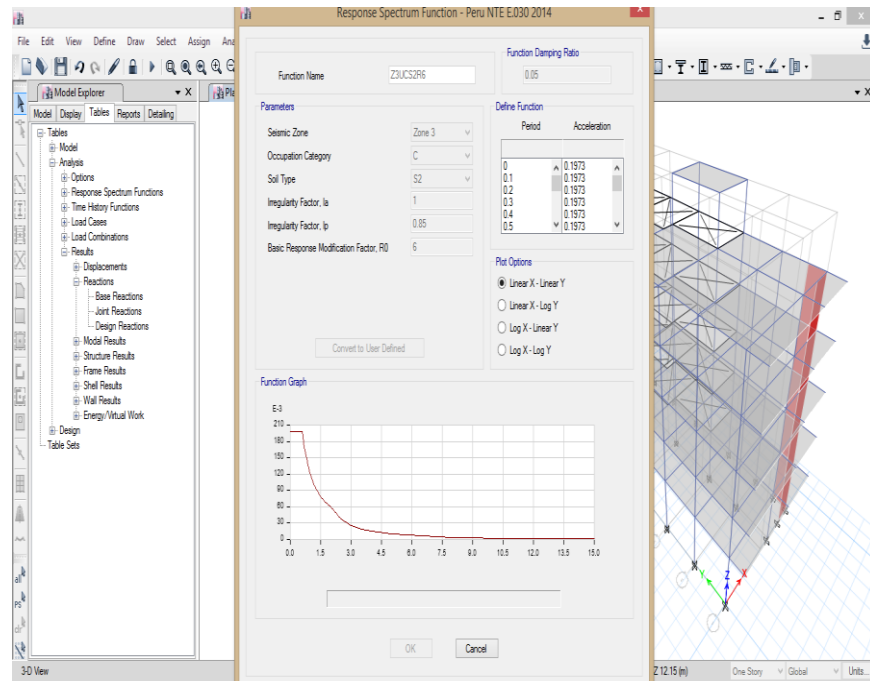 Response Spectrum Function - Peru NTE E.030 2014
File Edit View Define Draw Select Assign Ana
Model Explorer
Pla
Model Display Tables Reports Detailing
Tables
Model
Analysis
Options
Response Spectrum Functions
Time History Functions
Load Cases
Load Combinations
Results
Displacements
Reactions
Base Reactions
Joint Reactions
Design Reactions
Modal Results
Structure Results
Frame Results
Shell Results
Wall Results
Energy/Virtual Work
Design
Table Sets
all
PS
clr
Function Name Z3UCS2R6
Function Damping Ratio
0.05
Parameters
Seismic Zone Zone 3
Occupation Category C
Soil Type S2
Irregularity Factor, Ia 1
Irregularity Factor, Ip 0.85
Basic Response Modification Factor, R0 6
Convert to User Defined
Define Function
Period Acceleration
0 0.1973
0.1 0.1973
0.2 0.1973
0.3 0.1973
0.4 0.1973
0.5 0.1973
Plot Options
Linear X - Linear Y
Linear X - Log Y
Log X - Linear Y
Log X - Log Y
Function Graph
E-3
210
180
150
120
90
60
30
0
0.0 1.5 3.0 4.5 6.0 7.5 9.0 10.5 12.0 13.5 15.0
OK Cancel
X
Y
Z
3-D View
Z 12.15 (m) One Story Global Units...